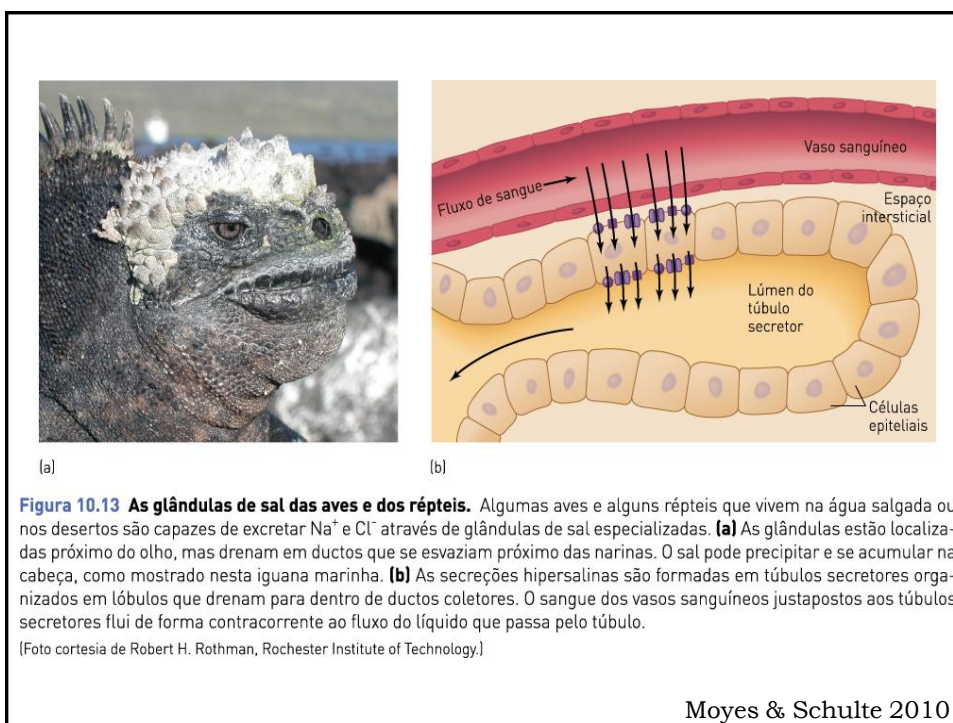 Vaso sanguíneo
Fluxo de sangue
Espaço
intersticial
Lúmen do
túbulo
secretor
Células
epiteliais
(a)
(b)
Figura 10.13 As glândulas de sal das aves e dos répteis. Algumas aves e alguns répteis que vivem na água salgada ou
nos desertos são capazes de excretar Na⁺ e Cl⁻ através de glândulas de sal especializadas. (a) As glândulas estão localiza-
das próximo do olho, mas drenam em ductos que se esvaziam próximo das narinas. O sal pode precipitar e se acumular na
cabeça, como mostrado nesta iguana marinha. (b) As secreções hipersalinas são formadas em túbulos secretores orga-
nizados em lóbulos que drenam para dentro de ductos coletores. O sangue dos vasos sanguíneos justapostos aos túbulos
secretores flui de forma contracorrente ao fluxo do líquido que passa pelo túbulo.
(Foto cortesia de Robert H. Rothman, Rochester Institute of Technology.)
Moyes & Schulte 2010